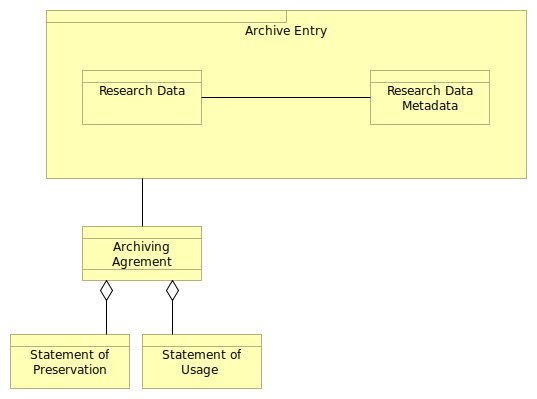 Archive Entry
Research Data
Research Data
Metadata
Archiving
Agrement
Statement of
Preservation
Statement of
Usage